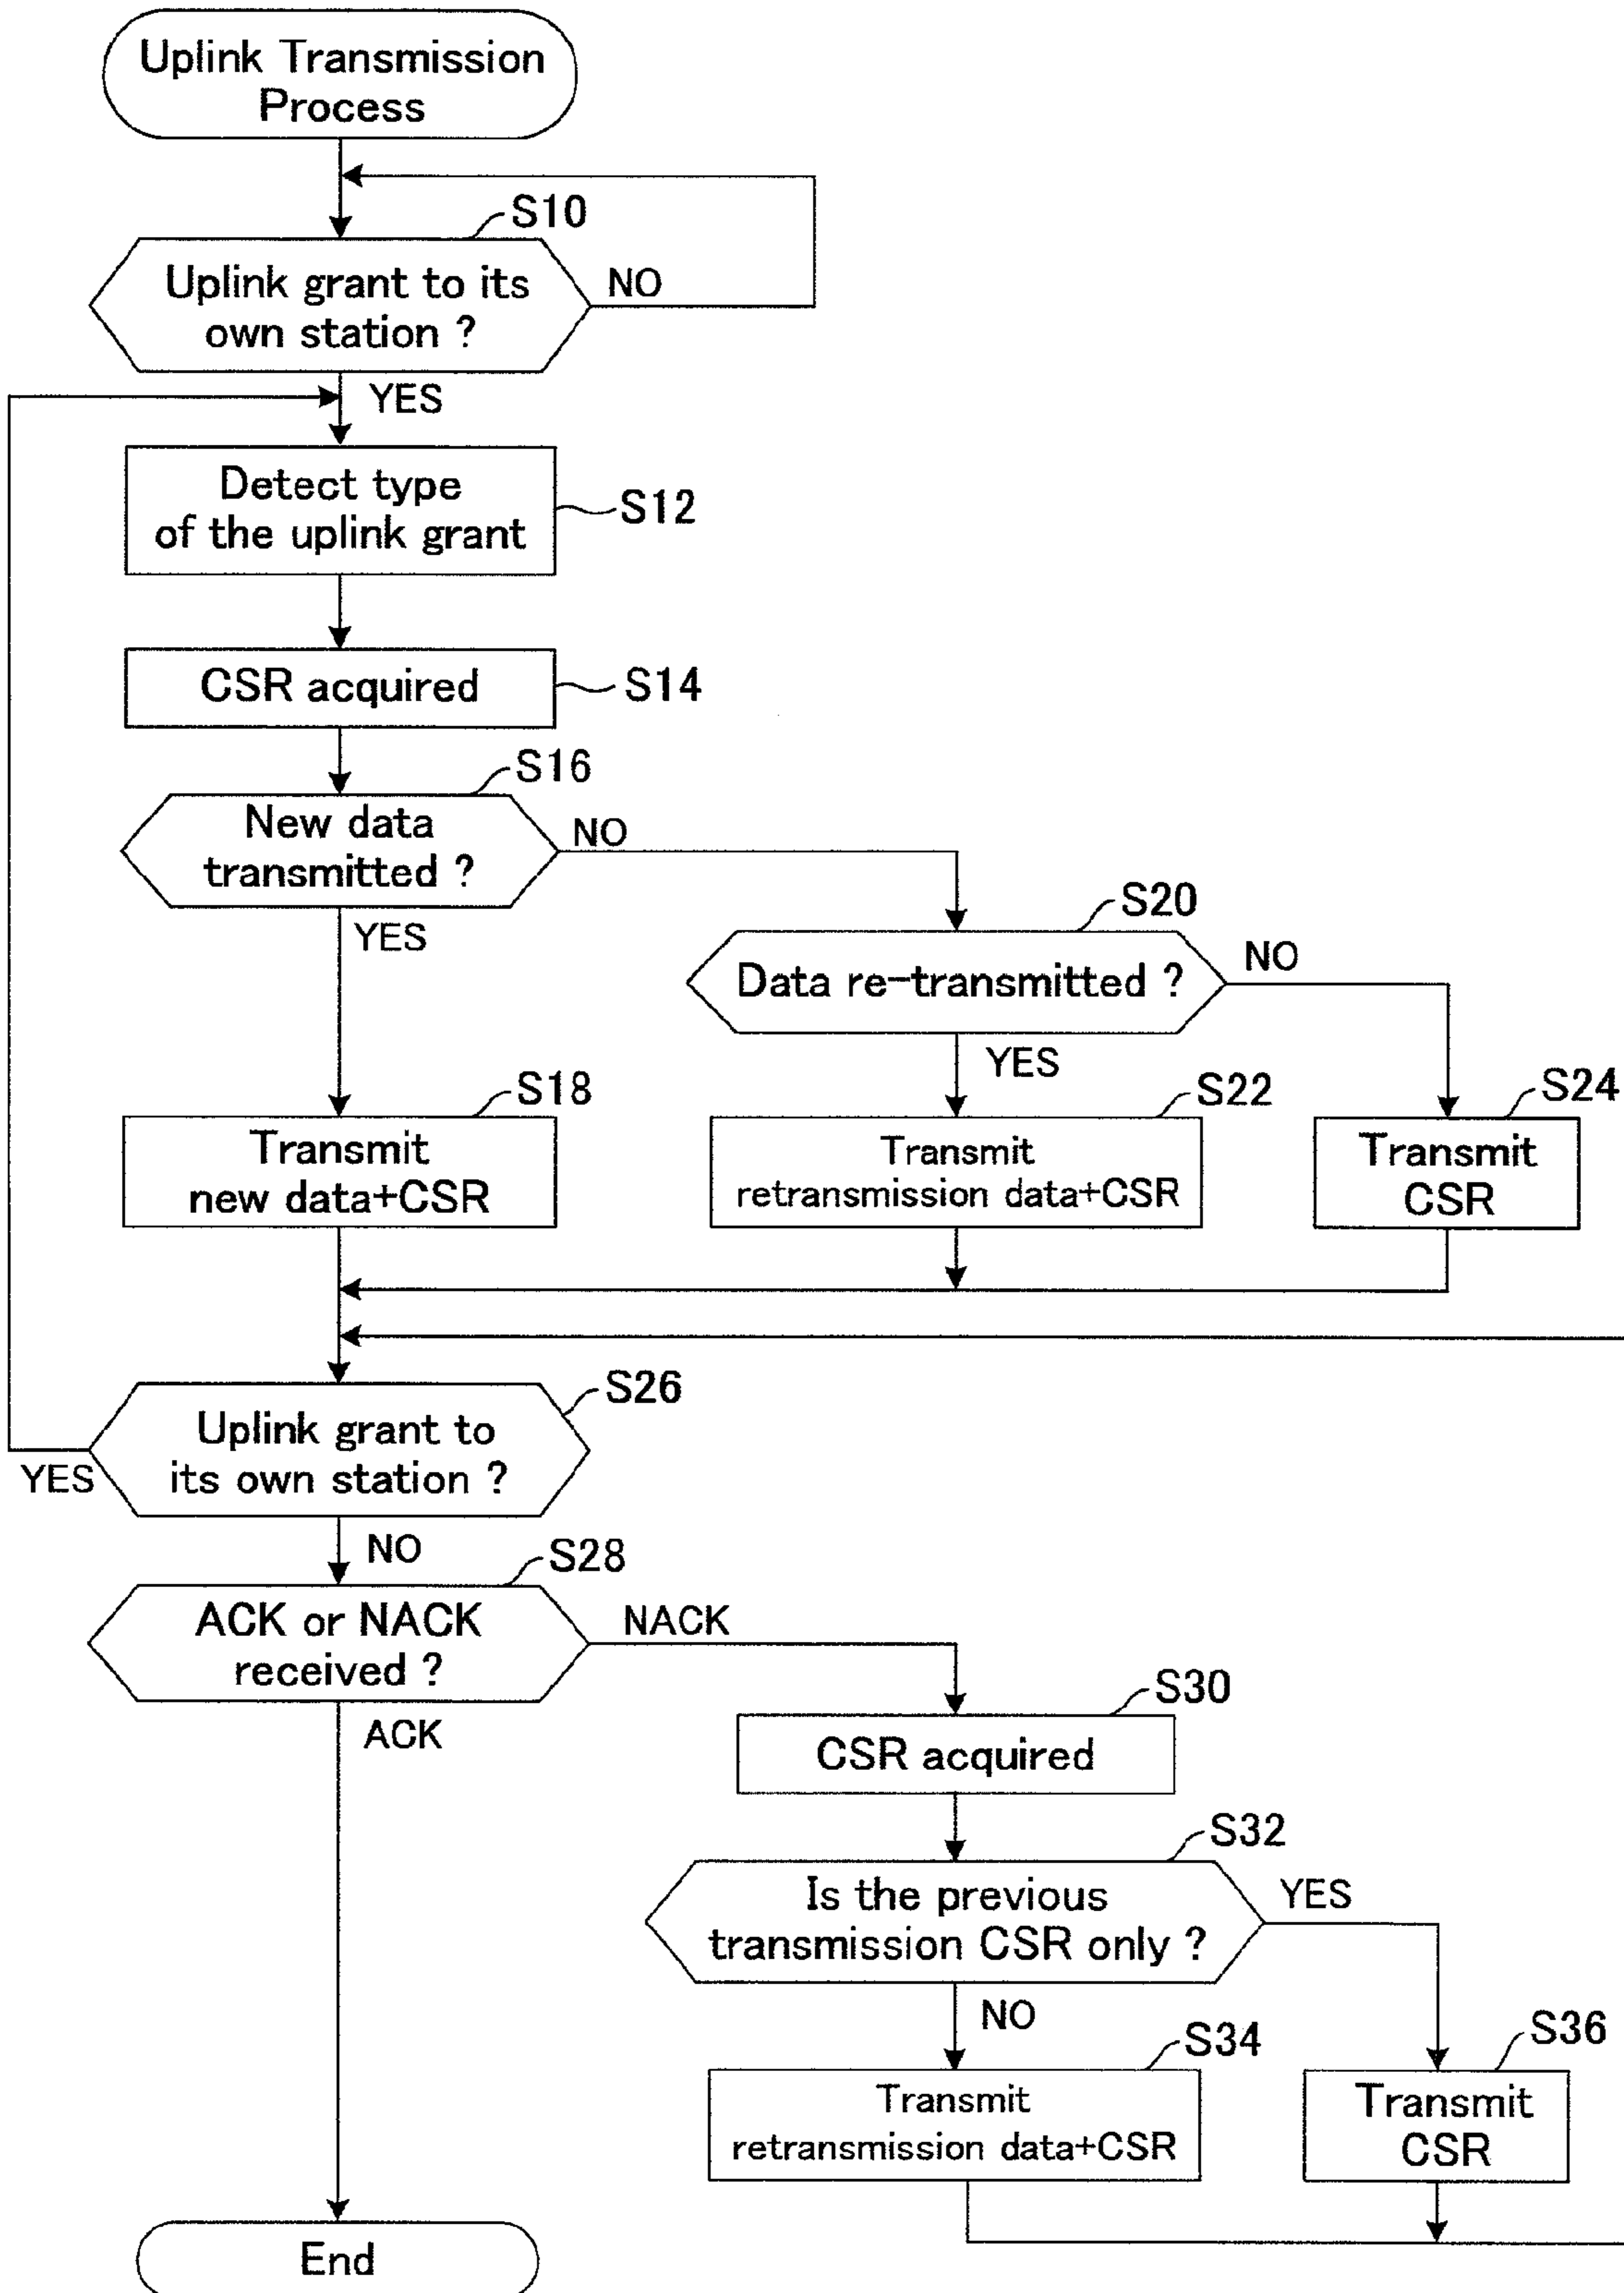 Uplink Transmission
Process
S10
Uplink grant to its
own station ?
NO
YES
Detect type
of the uplink grant
S12
CSR acquired
S14
S16
New data
transmitted ?
NO
YES
S20
Data re-transmitted ?
NO
YES
S18
Transmit
new data+CSR
S22
Transmit
retransmission data+CSR
S24
Transmit
CSR
S26
Uplink grant to
its own station ?
YES
NO
S28
ACK or NACK
received ?
NACK
ACK
S30
CSR acquired
S32
Is the previous
transmission CSR only ?
YES
NO
S34
Transmit
retransmission data+CSR
S36
Transmit
CSR
End